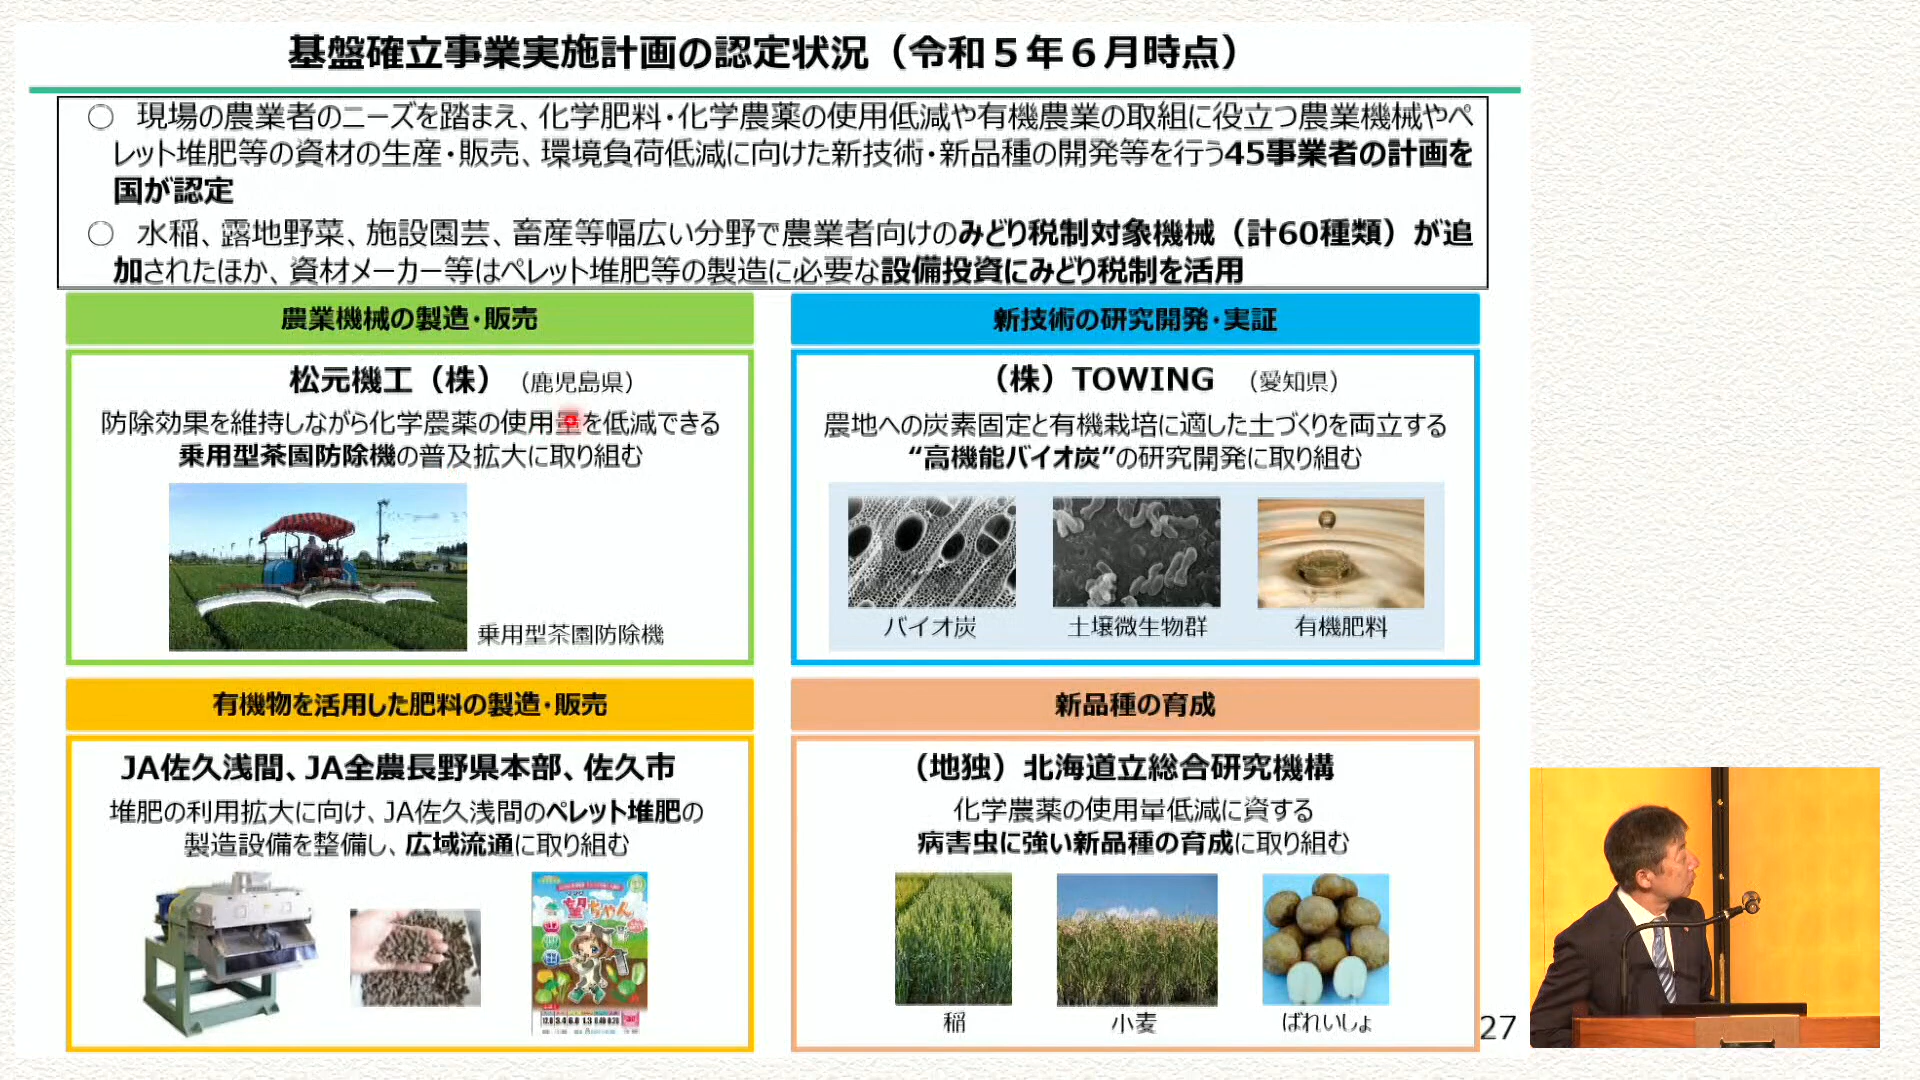 基盤確立事業実施計画の認定状況（令和５年６月時点）
○ 現場の農業者のニーズを踏まえ、化学肥料・化学農薬の使用低減や有機農業の取組に役立つ農業機械やペ
レット堆肥等の資材の生産・販売、環境負荷低減に向けた新技術・新品種の開発等を行う45事業者の計画を
国が認定
○ 水稲、露地野菜、施設園芸、畜産等幅広い分野で農業者向けのみどり税制対象機械（計60種類）が追
加されたほか、資材メーカー等はペレット堆肥等の製造に必要な設備投資にみどり税制を活用
農業機械の製造・販売
松元機工（株）（鹿児島県）
防除効果を維持しながら化学農薬の使用量を低減できる
乗用型茶園防除機の普及拡大に取り組む
乗用型茶園防除機
新技術の研究開発・実証
（株）TOWING （愛知県）
農地への炭素固定と有機栽培に適した土づくりを両立する
“高機能バイオ炭”の研究開発に取り組む
バイオ炭
土壌微生物群
有機肥料
有機物を活用した肥料の製造・販売
JA佐久浅間、JA全農長野県本部、佐久市
堆肥の利用拡大に向け、JA佐久浅間のペレット堆肥の
製造設備を整備し、広域流通に取り組む
望ちゃん
新品種の育成
（地独）北海道立総合研究機構
化学農薬の使用量低減に資する
病害虫に強い新品種の育成に取り組む
稲
小麦
ばれいしょ
27